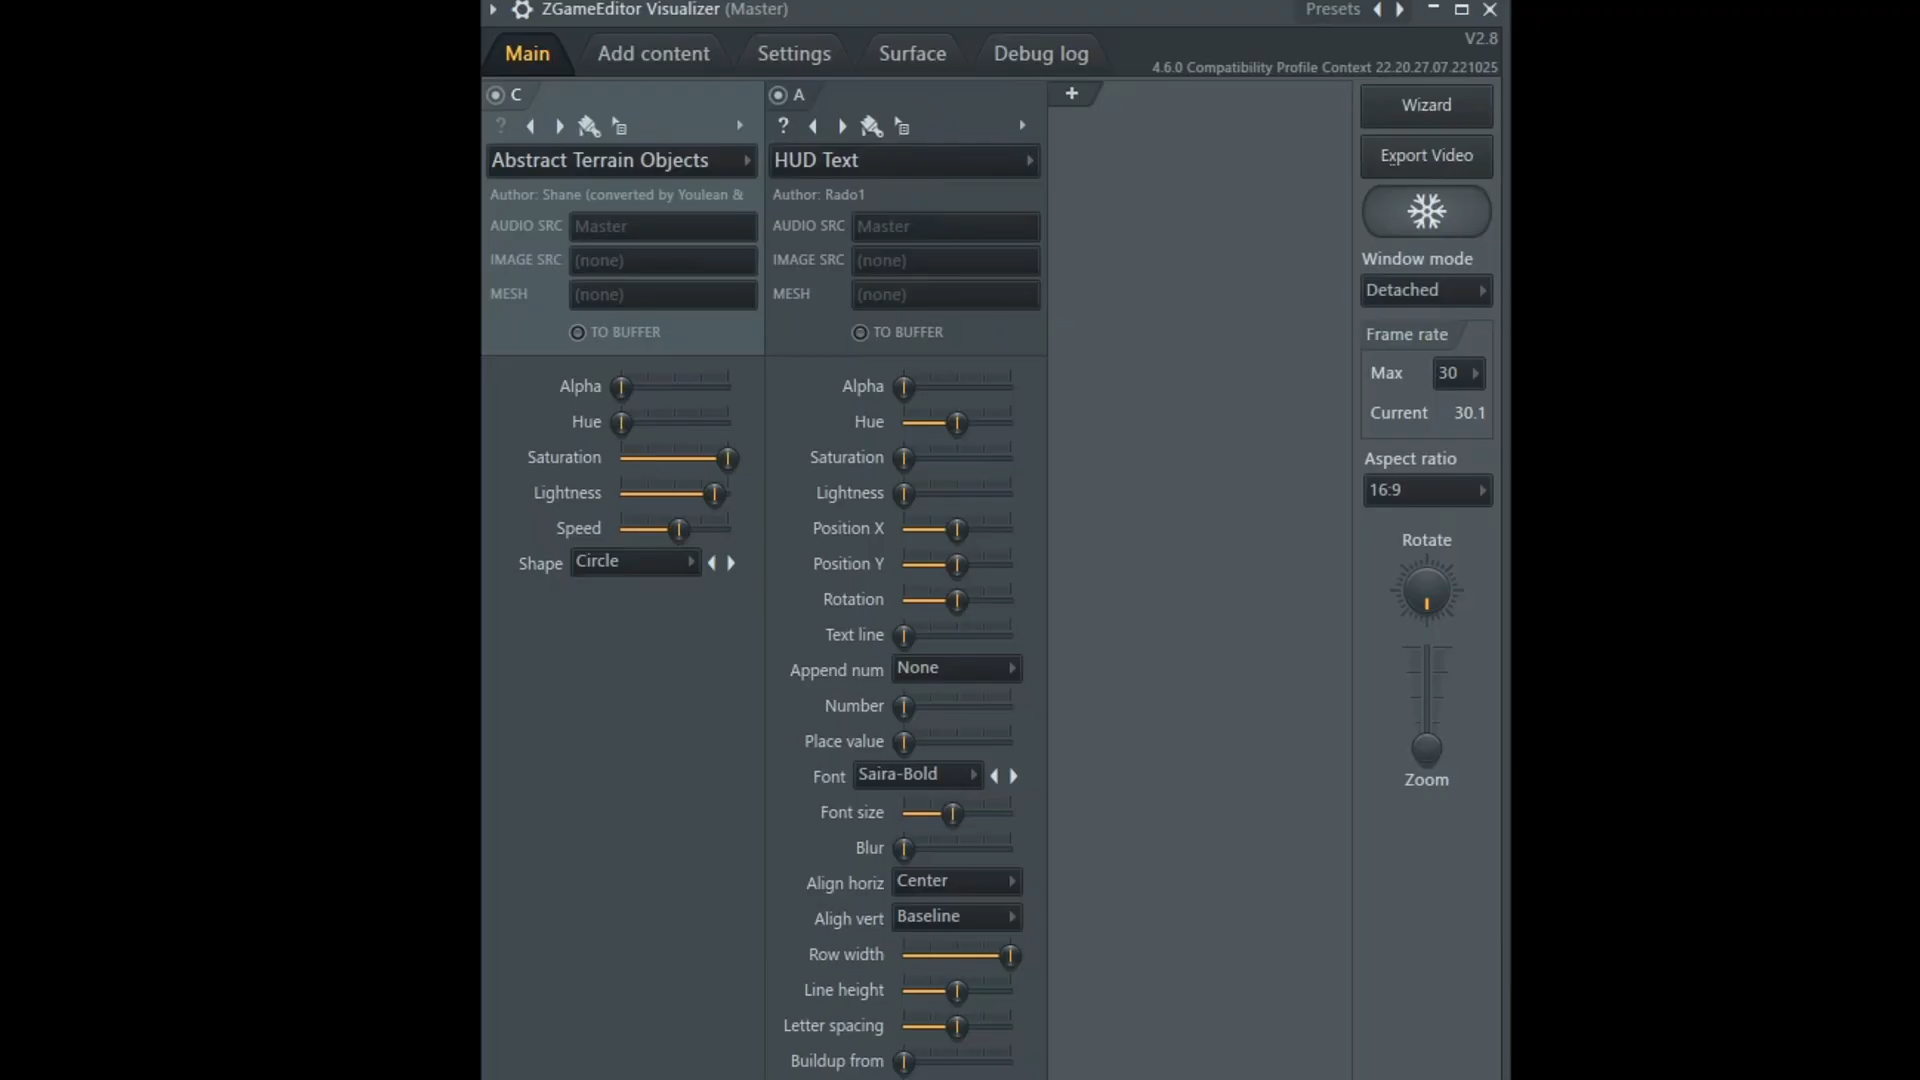 ZGameEditor Visualizer (Master)
Presets
Main
Add content
Settings
Surface
Debug log
V2.8
4.6.0 Compatibility Profile Context 22.20.27.07.221025
C
?
Abstract Terrain Objects
Author: Shane (converted by Youlean &
AUDIO SRC Master
IMAGE SRC (none)
MESH (none)
TO BUFFER
Alpha
Hue
Saturation
Lightness
Speed
Shape Circle
A
?
HUD Text
Author: Rado1
AUDIO SRC Master
IMAGE SRC (none)
MESH (none)
TO BUFFER
Alpha
Hue
Saturation
Lightness
Position X
Position Y
Rotation
Text line
Append num None
Number
Place value
Font Saira-Bold
Font size
Blur
Align horiz Center
Aligh vert Baseline
Row width
Line height
Letter spacing
Buildup from
+
Wizard
Export Video
Window mode
Detached
Frame rate
Max 30
Current 30.1
Aspect ratio
16:9
Rotate
Zoom